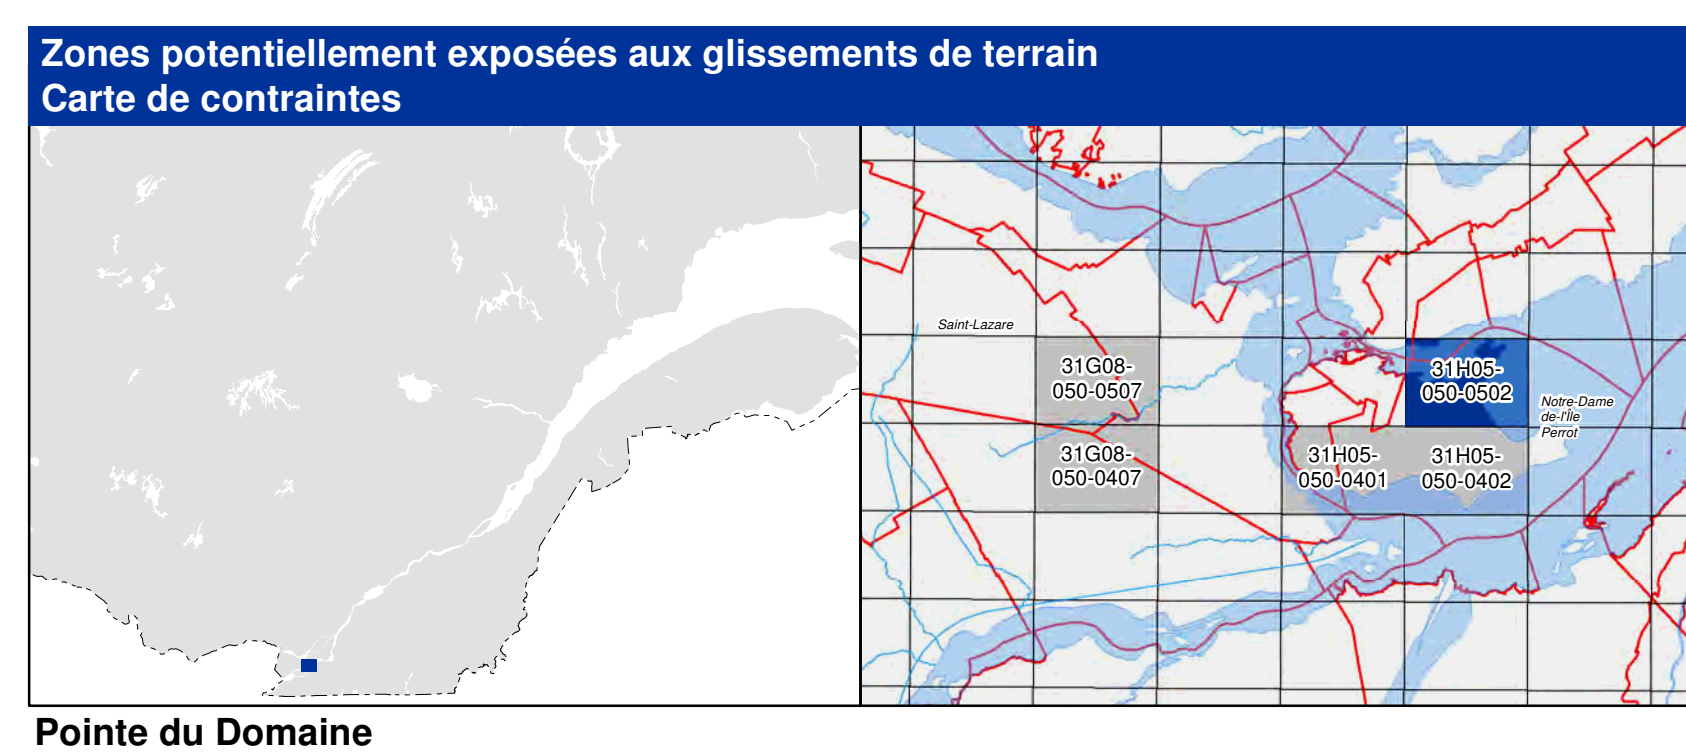 Zones potentiellement exposées aux glissements de terrain
Carte de contraintes
Saint-Lazare
31G08-
050-0507
31H05-
050-0502
Notre-Dame
de-l'Île
Perrot
31G08-
050-0407
31H05-
050-0401
31H05-
050-0402
Pointe du Domaine